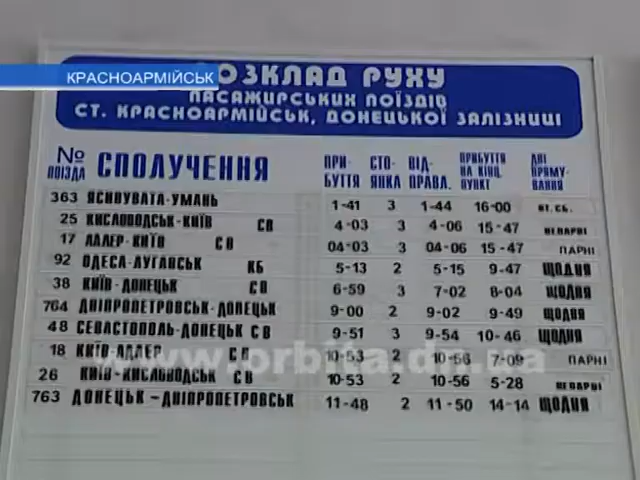 КРАСНОАРМІЙСЬК
РОЗКЛАД РУХУ
ПАСАЖИРСЬКИХ ПОЇЗДІВ
СТ. КРАСНОАРМІЙСЬК, ДОНЕЦЬКОЇ ЗАЛІЗНИЦІ
№ ПОЇЗДА СПОЛУЧЕННЯ ПРИБУТТЯ СТОЯНКА ВІДПРАВА. ПРИБУТТЯ НА КІНЦ. ПУНКТ ДНІ ПРЯМУВАННЯ
363 ЯСИНУВАТА-УМАНЬ 1-41 3 1-44 16-00 ВТ.СБ.
25 КИСЛОВОДСЬК-КИЇВ СВ 4-03 3 4-06 15-47 НЕПАРНІ
17 АДЛЕР-КИЇВ СП 04-03 3 04-06 15-47 ПАРНІ
92 ОДЕСА-ЛУГАНСЬК КБ 5-13 2 5-15 9-47 ЩОДНЯ
38 КИЇВ-ДОНЕЦЬК СП 6-59 3 7-02 8-04 ЩОДНЯ
764 ДНІПРОПЕТРОВСЬК-ДОНЕЦЬК 9-00 2 9-02 9-49 ЩОДНЯ
48 СЕВАСТОПОЛЬ-ДОНЕЦЬК СВ 9-51 3 9-54 10-46 ЩОДНЯ
18 КИЇВ-АДЛЕР СП 10-53 2 10-56 7-09 ПАРНІ
www.orbita.dn.ua
26 КИЇВ-КИСЛОВОДСЬК СВ 10-53 2 10-56 5-28 НЕПАРНІ
763 ДОНЕЦЬК-ДНІПРОПЕТРОВСЬК 11-48 2 11-50 14-14 ЩОДНЯ